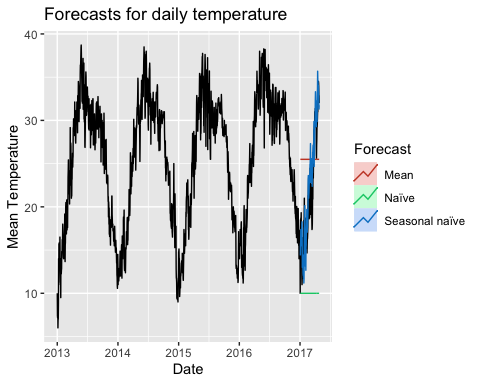 Forecasts for daily temperature
40
30
20
10
Mean Temperature
2013 2014 2015 2016 2017
Date
Forecast
Mean
Naïve
Seasonal naïve